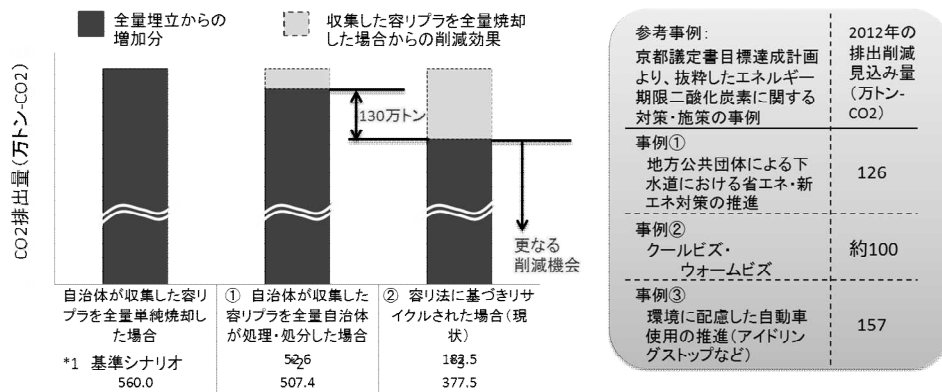 全量埋立からの
増加分
収集した容リプラを全量焼却
した場合からの削減効果
CO2排出量(万トン-CO2)
130万トン
更なる
削減機会
自治体が収集した容リ
プラを全量単純焼却し
た場合
① 自治体が収集した
容リプラを全量自治体
が処理・処分した場合
② 容リ法に基づきリサ
イクルされた場合(現
状)
*1 基準シナリオ
560.0
52.6
507.4
182.5
377.5
参考事例:
京都議定書目標達成計画
より、抜粋したエネルギー
期限二酸化炭素に関する
対策・施策の事例
2012年の
排出削減
見込み量
(万トン-
CO2)
事例①
地方公共団体による下
水道における省エネ・新
エネ対策の推進
126
事例②
クールビズ・
ウォームビズ
約100
事例③
環境に配慮した自動車
使用の推進(アイドリン
グストップなど)
157